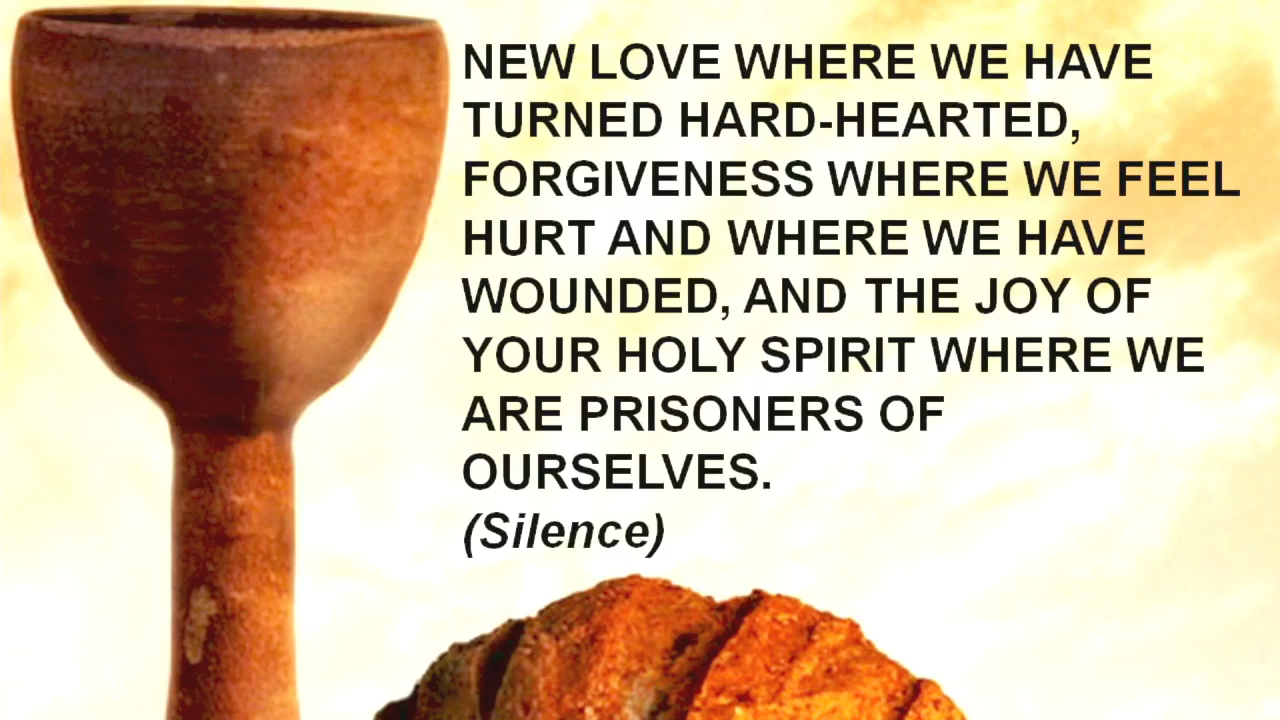 NEW LOVE WHERE WE HAVE
TURNED HARD-HEARTED,
FORGIVENESS WHERE WE FEEL
HURT AND WHERE WE HAVE
WOUNDED, AND THE JOY OF
YOUR HOLY SPIRIT WHERE WE
ARE PRISONERS OF
OURSELVES.
(Silence)